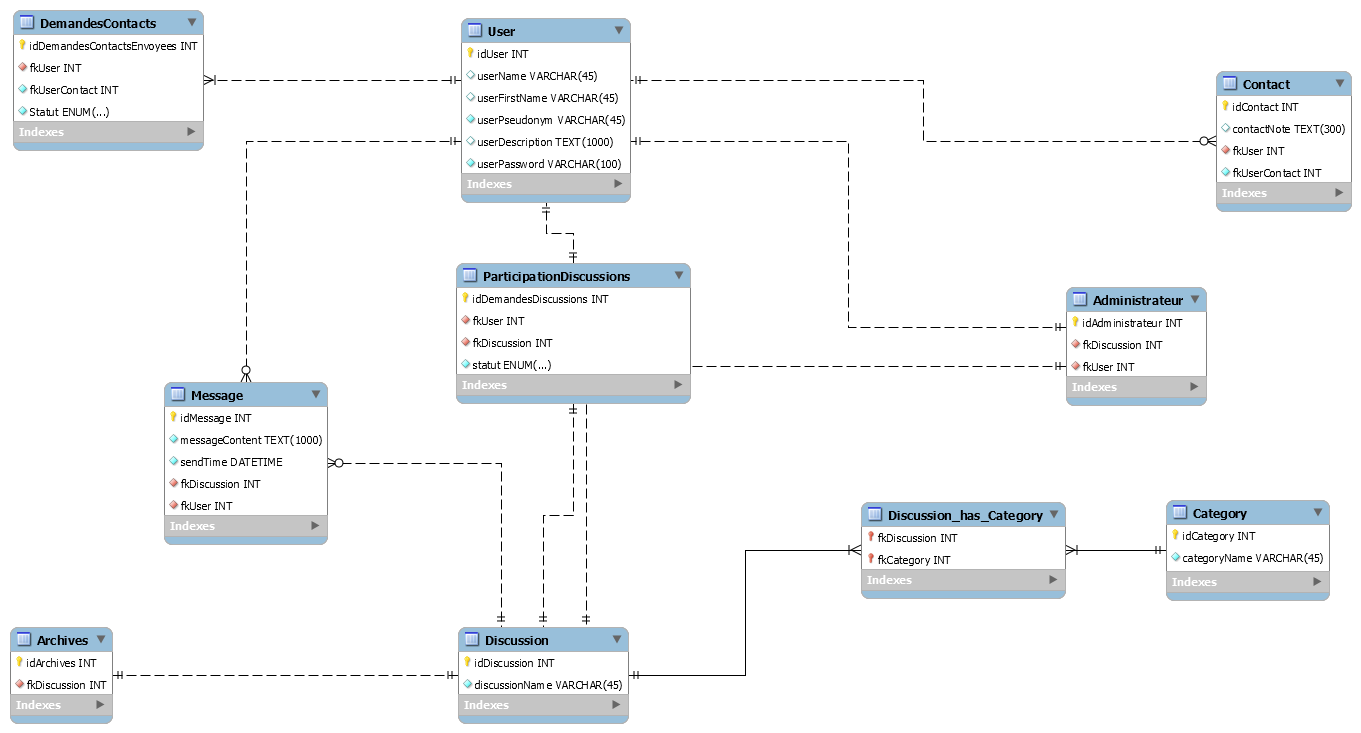 DemandesContacts
idDemandesContactsEnvoyees INT
fkUser INT
fkUserContact INT
Statut ENUM(...)
Indexes
User
idUser INT
userName VARCHAR(45)
userFirstName VARCHAR(45)
userPseudonym VARCHAR(45)
userDescription TEXT(1000)
userPassword VARCHAR(100)
Indexes
Contact
idContact INT
contactNote TEXT(300)
fkUser INT
fkUserContact INT
Indexes
ParticipationDiscussions
idDemandesDiscussions INT
fkUser INT
fkDiscussion INT
statut ENUM(...)
Indexes
Administrateur
idAdministrateur INT
fkDiscussion INT
fkUser INT
Indexes
Message
idMessage INT
messageContent TEXT(1000)
sendTime DATETIME
fkDiscussion INT
fkUser INT
Indexes
Discussion_has_Category
fkDiscussion INT
fkCategory INT
Indexes
Category
idCategory INT
categoryName VARCHAR(45)
Indexes
Archives
idArchives INT
fkDiscussion INT
Indexes
Discussion
idDiscussion INT
discussionName VARCHAR(45)
Indexes